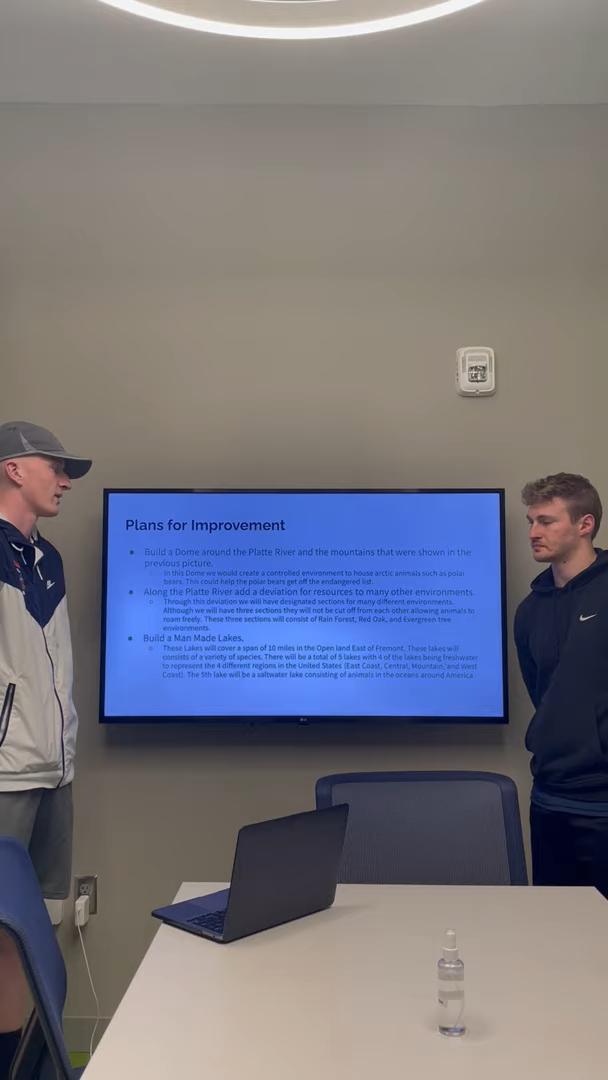 Plans for Improvement
● Build a Dome around the Platte River and the mountains that were shown in the
previous picture.
○ In this Dome we would create a controlled environment to house arctic animals such as polar
bears. This could help the polar bears get off the endangered list.
● Along the Platte River add a deviation for resources to many other environments.
○ Through this deviation we will have designated sections for many different environments.
Although we will have three sections they will not be cut off from each other allowing animals to
roam freely. These three sections will consist of Rain Forest, Red Oak, and Evergreen tree
environments.
● Build a Man Made Lakes.
○ These Lakes will cover a span of 10 miles in the Open land East of Fremont. These lakes will
consists of a variety of species. There will be a total of 5 lakes with 4 of the lakes being freshwater
to represent the 4 different regions in the United States (East Coast, Central, Mountain, and West
Coast). The 5th lake will be a saltwater lake consisting of animals in the oceans around America
LG